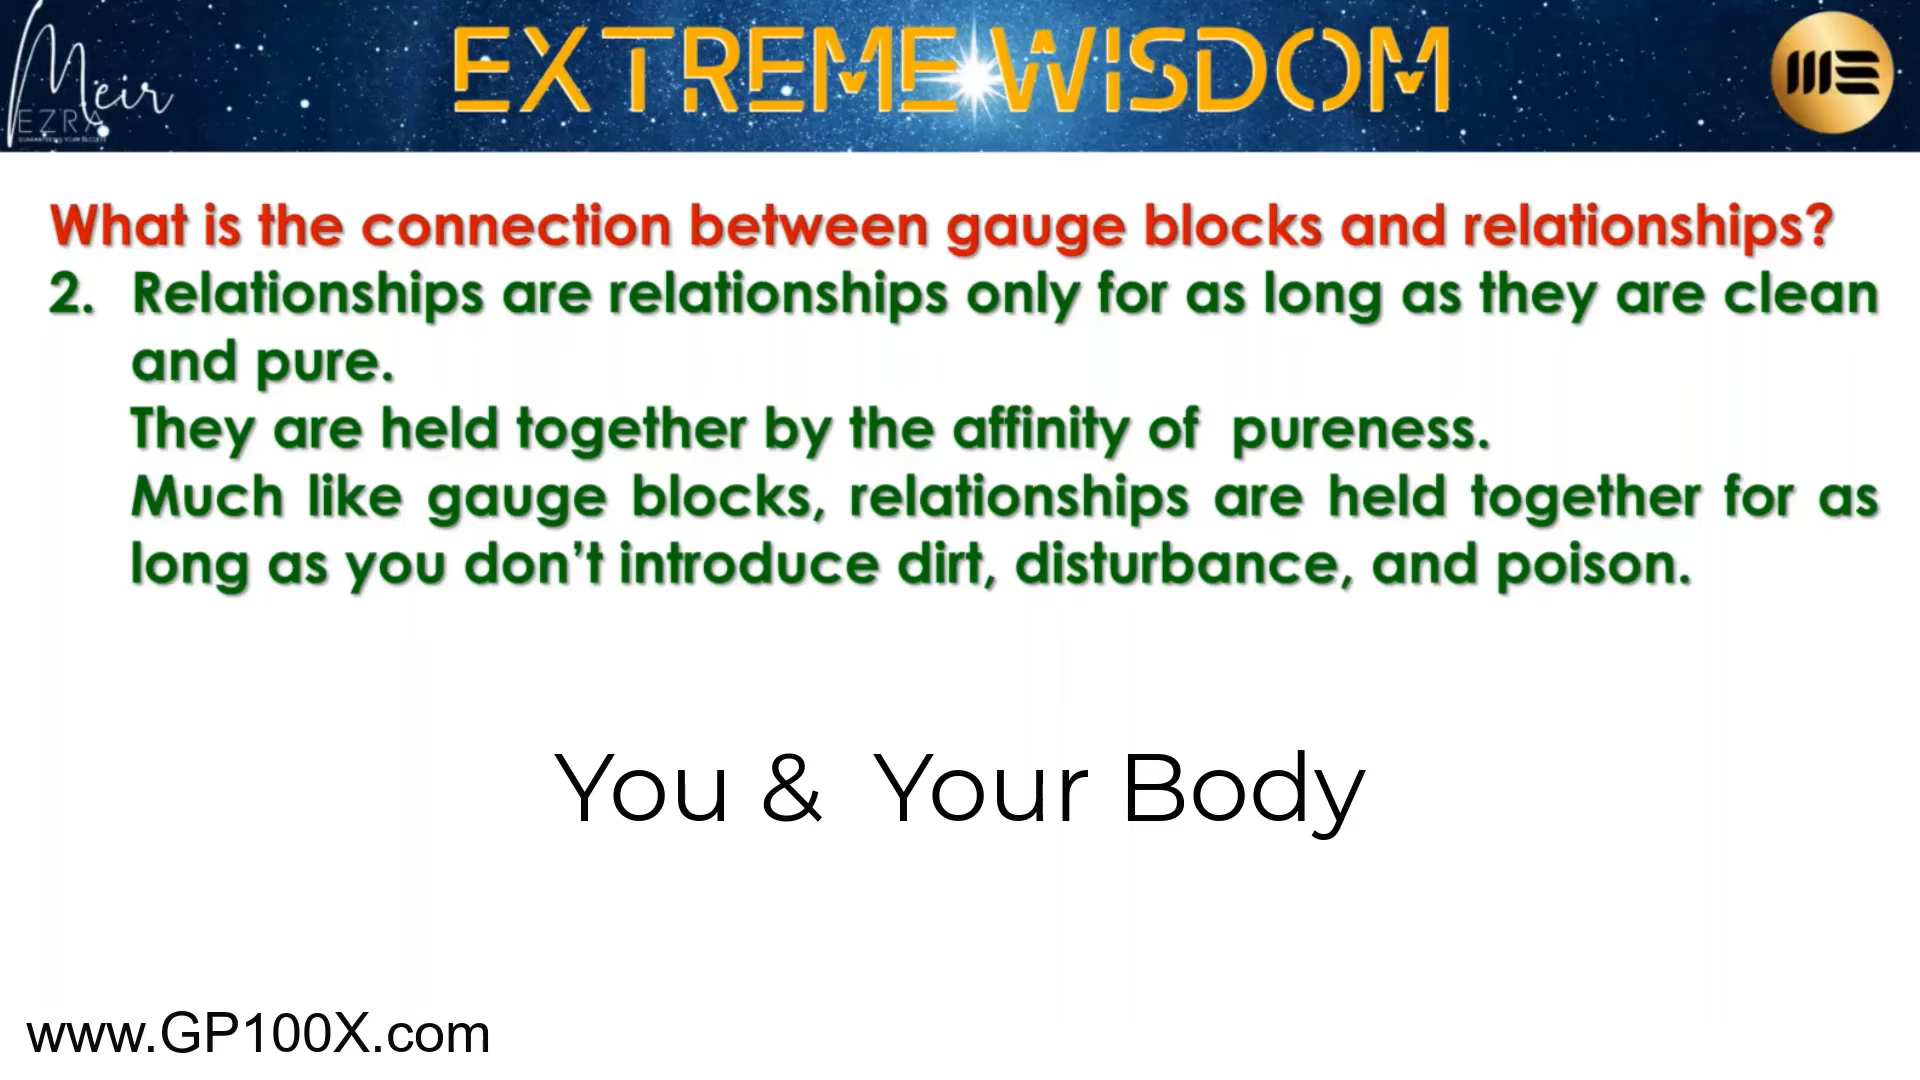 Meir
EZRA
EXTREME WISDOM
ME
What is the connection between gauge blocks and relationships?
2. Relationships are relationships only for as long as they are clean
and pure.
They are held together by the affinity of pureness.
Much like gauge blocks, relationships are held together for as
long as you don’t introduce dirt, disturbance, and poison.
You & Your Body
www.GP100X.com